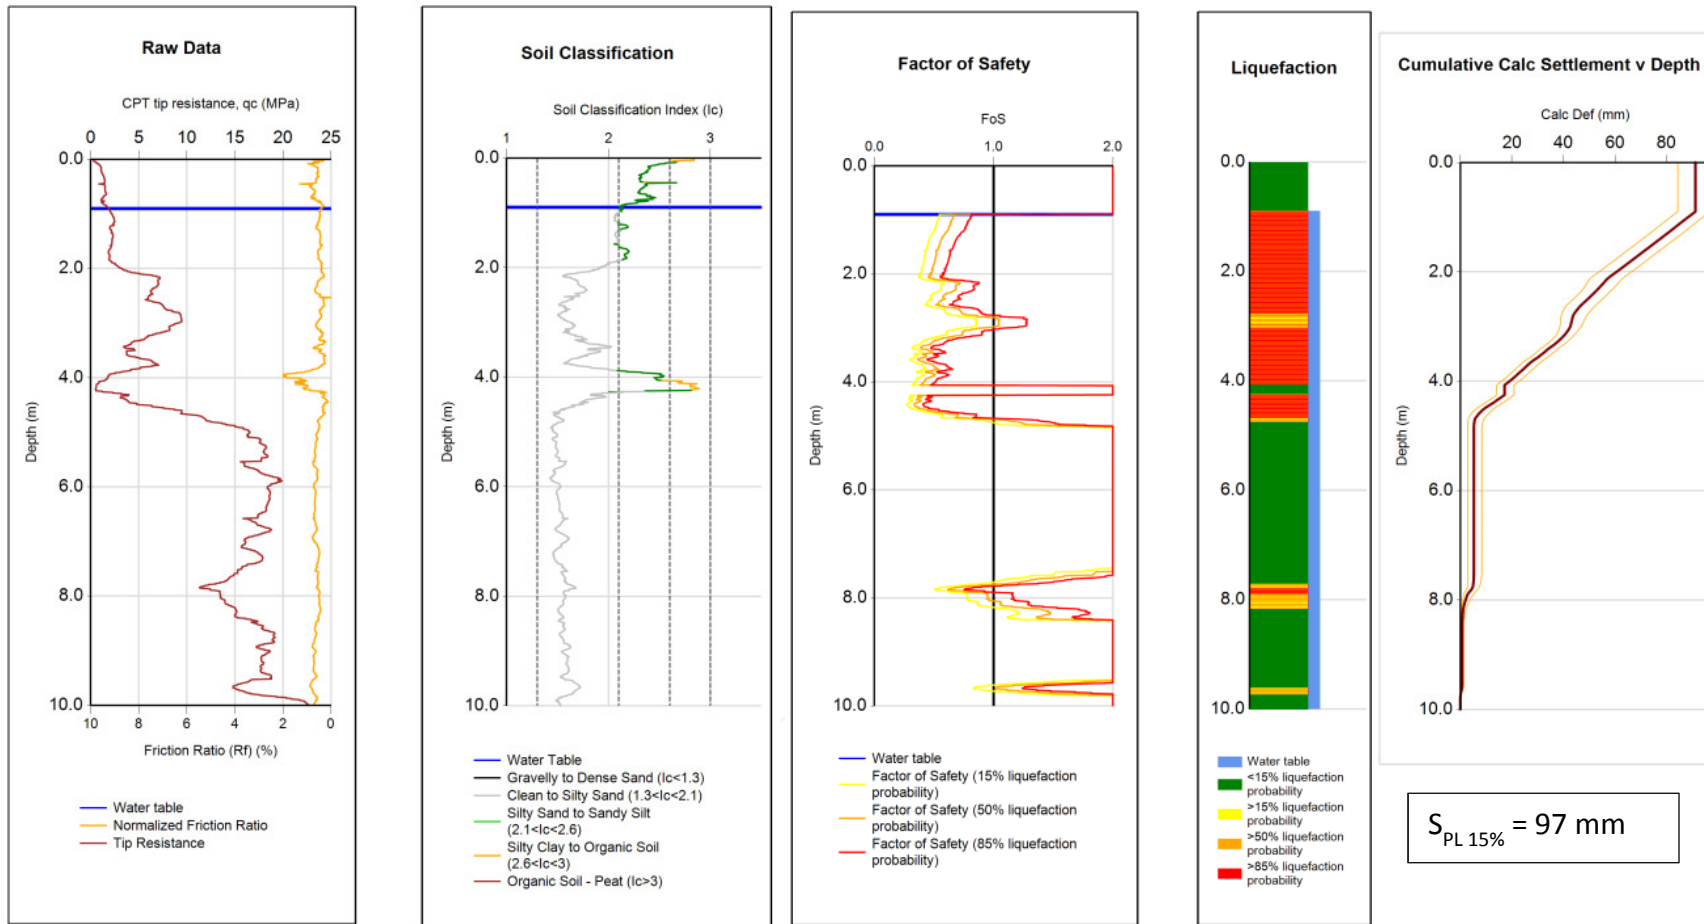 Raw Data
CPT tip resistance, qc (MPa)
0 5 10 15 20 25
0.0
2.0
4.0
6.0
8.0
10.0
Depth (m)
10 8 6 4 2 0
Friction Ratio (Rf) (%)
Water table
Normalized Friction Ratio
Tip Resistance
Soil Classification
Soil Classification Index (Ic)
1 2 3
0.0
2.0
4.0
6.0
8.0
10.0
Depth (m)
Water Table
Gravelly to Dense Sand (Ic<1.3)
Clean to Silty Sand (1.3<Ic<2.1)
Silty Sand to Sandy Silt
(2.1<Ic<2.6)
Silty Clay to Organic Soil
(2.6<Ic<3)
Organic Soil - Peat (Ic>3)
Factor of Safety
FoS
0.0 1.0 2.0
0.0
2.0
4.0
6.0
8.0
10.0
Depth (m)
Water table
Factor of Safety (15% liquefaction
probability)
Factor of Safety (50% liquefaction
probability)
Factor of Safety (85% liquefaction
probability)
Liquefaction
0.0
2.0
4.0
6.0
8.0
10.0
Water table
<15% liquefaction
probability
>15% liquefaction
probability
>50% liquefaction
probability
>85% liquefaction
probability
Cumulative Calc Settlement v Depth
Calc Def (mm)
20 40 60 80
0.0
2.0
4.0
6.0
8.0
10.0
Depth (m)
S PL 15% = 97 mm